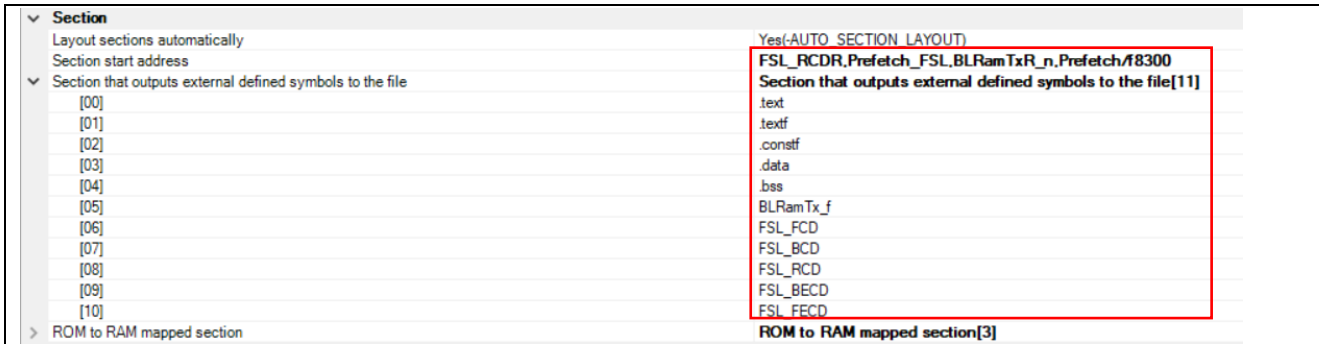 Section
Layout sections automatically Yes(-AUTO_SECTION_LAYOUT)
Section start address FSL_RCDR,Prefetch_FSL,BLRamTxR_n,Prefetch/f8300
Section that outputs external defined symbols to the file Section that outputs external defined symbols to the file[11]
[00] .text
[01] .textf
[02] .constf
[03] .data
[04] .bss
[05] BLRamTx_f
[06] FSL_FCD
[07] FSL_BCD
[08] FSL_RCD
[09] FSL_BECD
[10] FSL_FECD
ROM to RAM mapped section ROM to RAM mapped section[3]